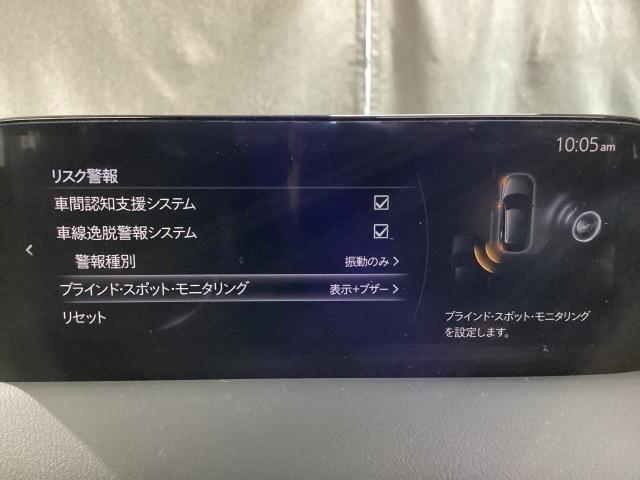 10:05am
リスク警報
車間認知支援システム
車線逸脱警報システム
警報種別 振動のみ
ブラインド・スポット・モニタリング 表示+ブザー
リセット
ブラインド・スポット・モニタリング
を設定します。